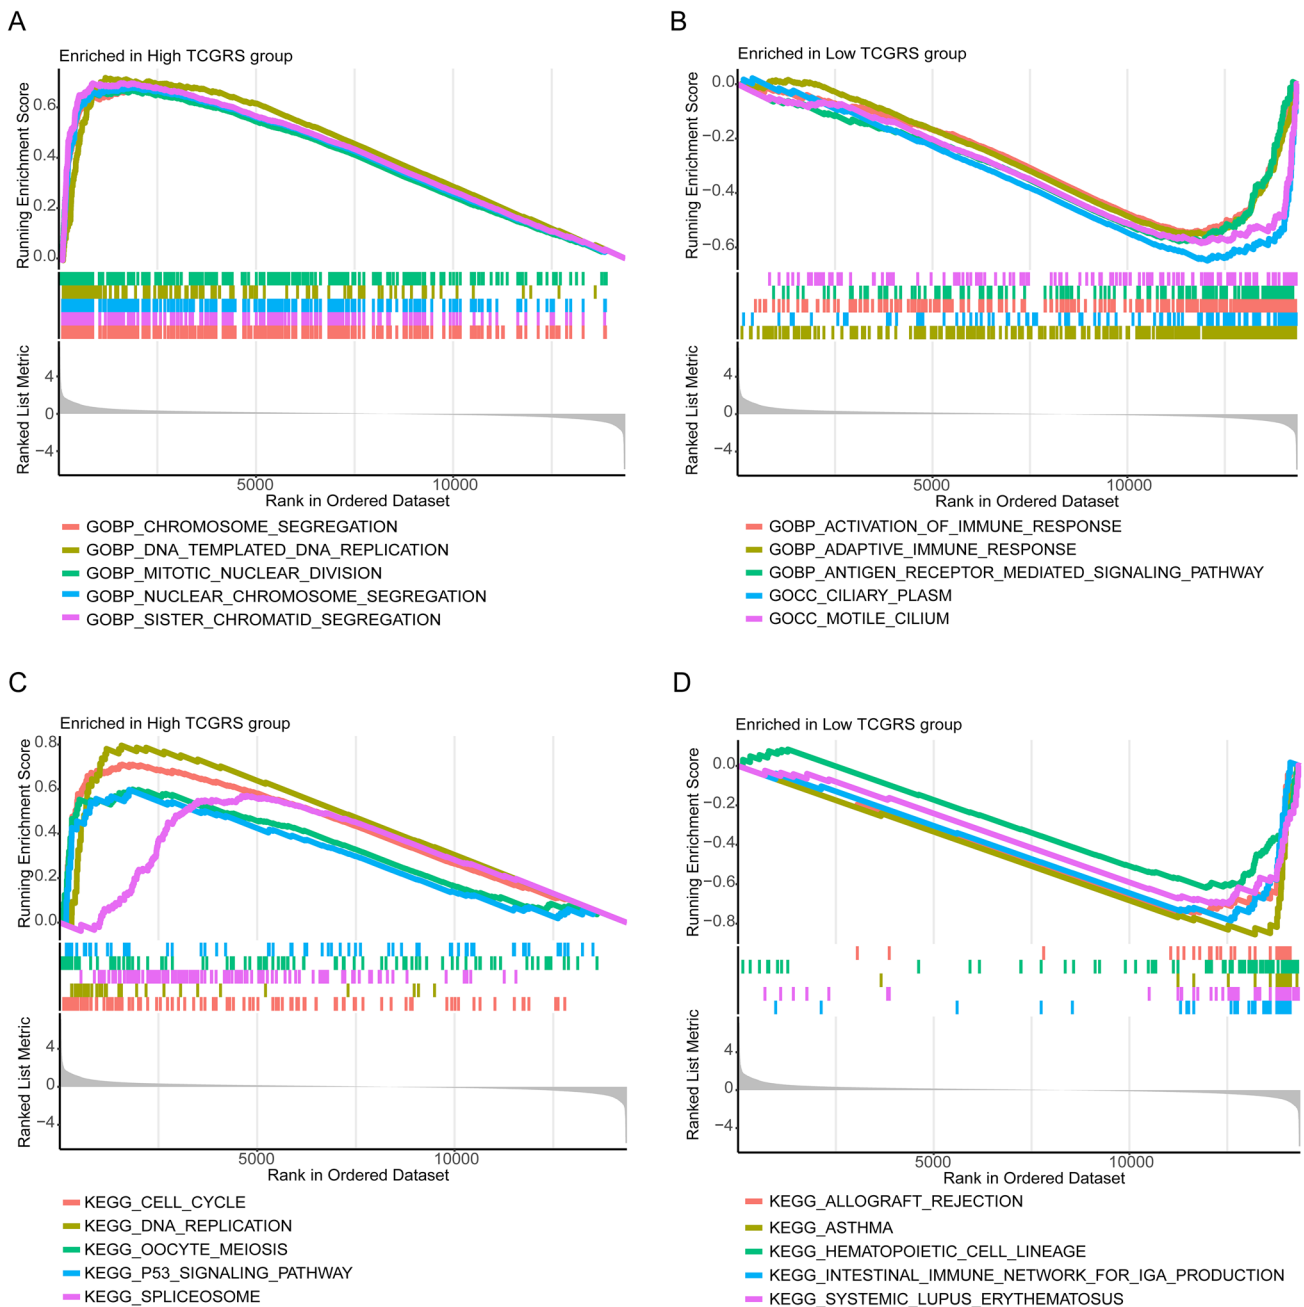 A
Enriched in High TCGRS group
Running Enrichment Score
0.6
0.4
0.2
0.0
Ranked List Metric
4
0
−4
5000
10000
Rank in Ordered Dataset
GOBP_CHROMOSOME_SEGREGATION
GOBP_DNA_TEMPLATED_DNA_REPLICATION
GOBP_MITOTIC_NUCLEAR_DIVISION
GOBP_NUCLEAR_CHROMOSOME_SEGREGATION
GOBP_SISTER_CHROMATID_SEGREGATION
B
Enriched in Low TCGRS group
Running Enrichment Score
0.0
−0.2
−0.4
−0.6
Ranked List Metric
4
0
−4
5000
10000
Rank in Ordered Dataset
GOBP_ACTIVATION_OF_IMMUNE_RESPONSE
GOBP_ADAPTIVE_IMMUNE_RESPONSE
GOBP_ANTIGEN_RECEPTOR_MEDIATED_SIGNALING_PATHWAY
GOCC_CILIARY_PLASM
GOCC_MOTILE_CILIUM
C
Enriched in High TCGRS group
Running Enrichment Score
0.8
0.6
0.4
0.2
0.0
Ranked List Metric
4
0
−4
5000
10000
Rank in Ordered Dataset
KEGG_CELL_CYCLE
KEGG_DNA_REPLICATION
KEGG_OOCYTE_MEIOSIS
KEGG_P53_SIGNALING_PATHWAY
KEGG_SPLICEOSOME
D
Enriched in Low TCGRS group
Running Enrichment Score
0.0
−0.2
−0.4
−0.6
−0.8
Ranked List Metric
4
0
−4
5000
10000
Rank in Ordered Dataset
KEGG_ALLOGRAFT_REJECTION
KEGG_ASTHMA
KEGG_HEMATOPOIETIC_CELL_LINEAGE
KEGG_INTESTINAL_IMMUNE_NETWORK_FOR_IGA_PRODUCTION
KEGG_SYSTEMIC_LUPUS_ERYTHEMATOSUS